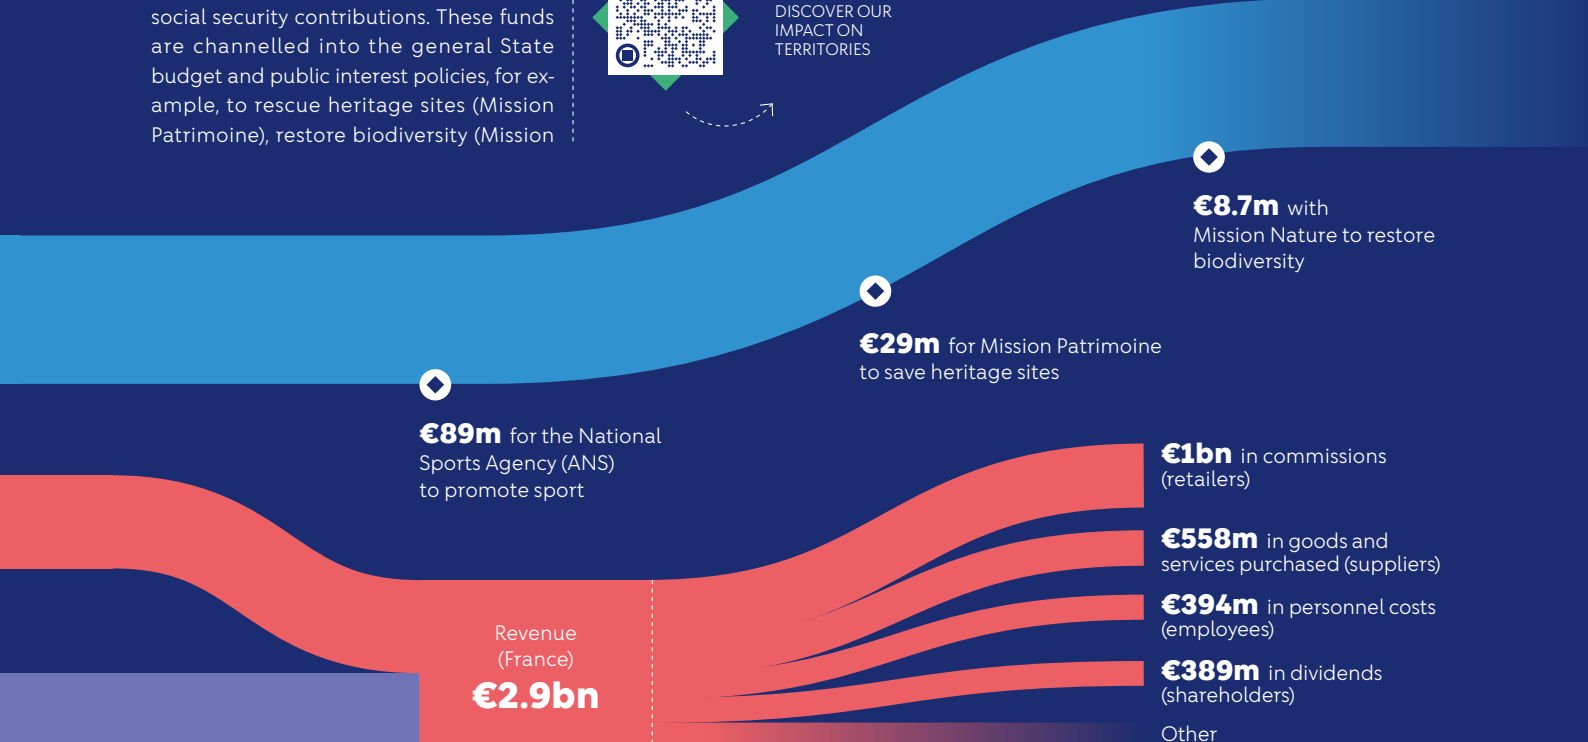 social security contributions. These funds
are channelled into the general State
budget and public interest policies, for ex-
ample, to rescue heritage sites (Mission
Patrimoine), restore biodiversity (Mission
DISCOVER OUR
IMPACT ON
TERRITORIES
€8.7m with
Mission Nature to restore
biodiversity
€29m for Mission Patrimoine
to save heritage sites
€89m for the National
Sports Agency (ANS)
to promote sport
€1bn in commissions
(retailers)
€558m in goods and
services purchased (suppliers)
€394m in personnel costs
(employees)
€389m in dividends
(shareholders)
Other
Revenue
(France)
€2.9bn